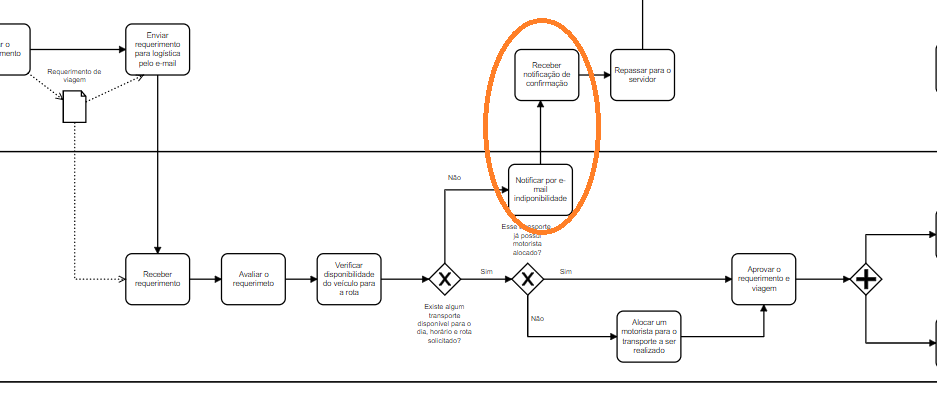 r o
mento
Enviar
requerimento
para logística
pelo e-mail
Requerimento de
viagem
Receber
notificação de
confirmação
Repassar para o
servidor
Não
Notificar por e-
mail
indiponibilidade
Esse transporte
já possui
motorista
alocado?
Receber
requerimento
Avaliar o
requerimeto
Verificar
disponibilidade
do veículo para
a rota
Sim
Sim
Aprovar o
requerimento e
viagem
Existe algum
transporte
disponível para o
dia, horário e rota
solicitado?
Não
Alocar um
motorista para o
transporte a ser
realizado